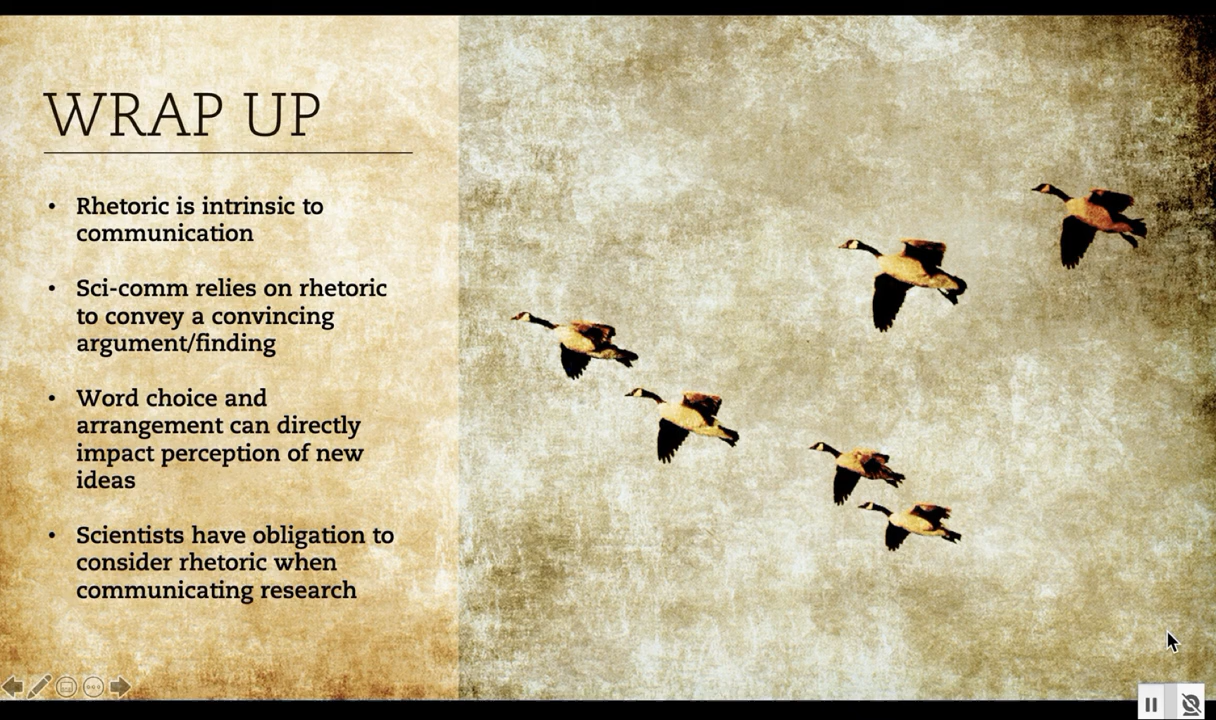 WRAP UP
• Rhetoric is intrinsic to
communication
• Sci-comm relies on rhetoric
to convey a convincing
argument/finding
• Word choice and
arrangement can directly
impact perception of new
ideas
• Scientists have obligation to
consider rhetoric when
communicating research